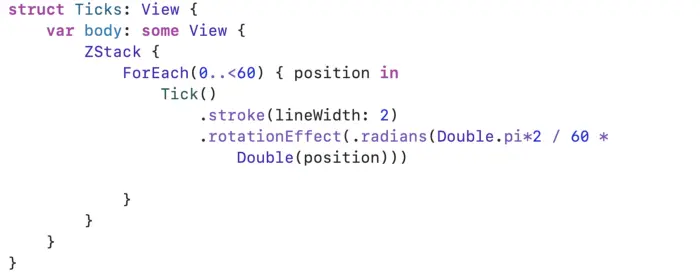 struct Ticks: View {
    var body: some View {
        ZStack {
            ForEach(0..<60) { position in
                Tick()
                    .stroke(lineWidth: 2)
                    .rotationEffect(.radians(Double.pi*2 / 60 *
                        Double(position)))
            }
        }
    }
}